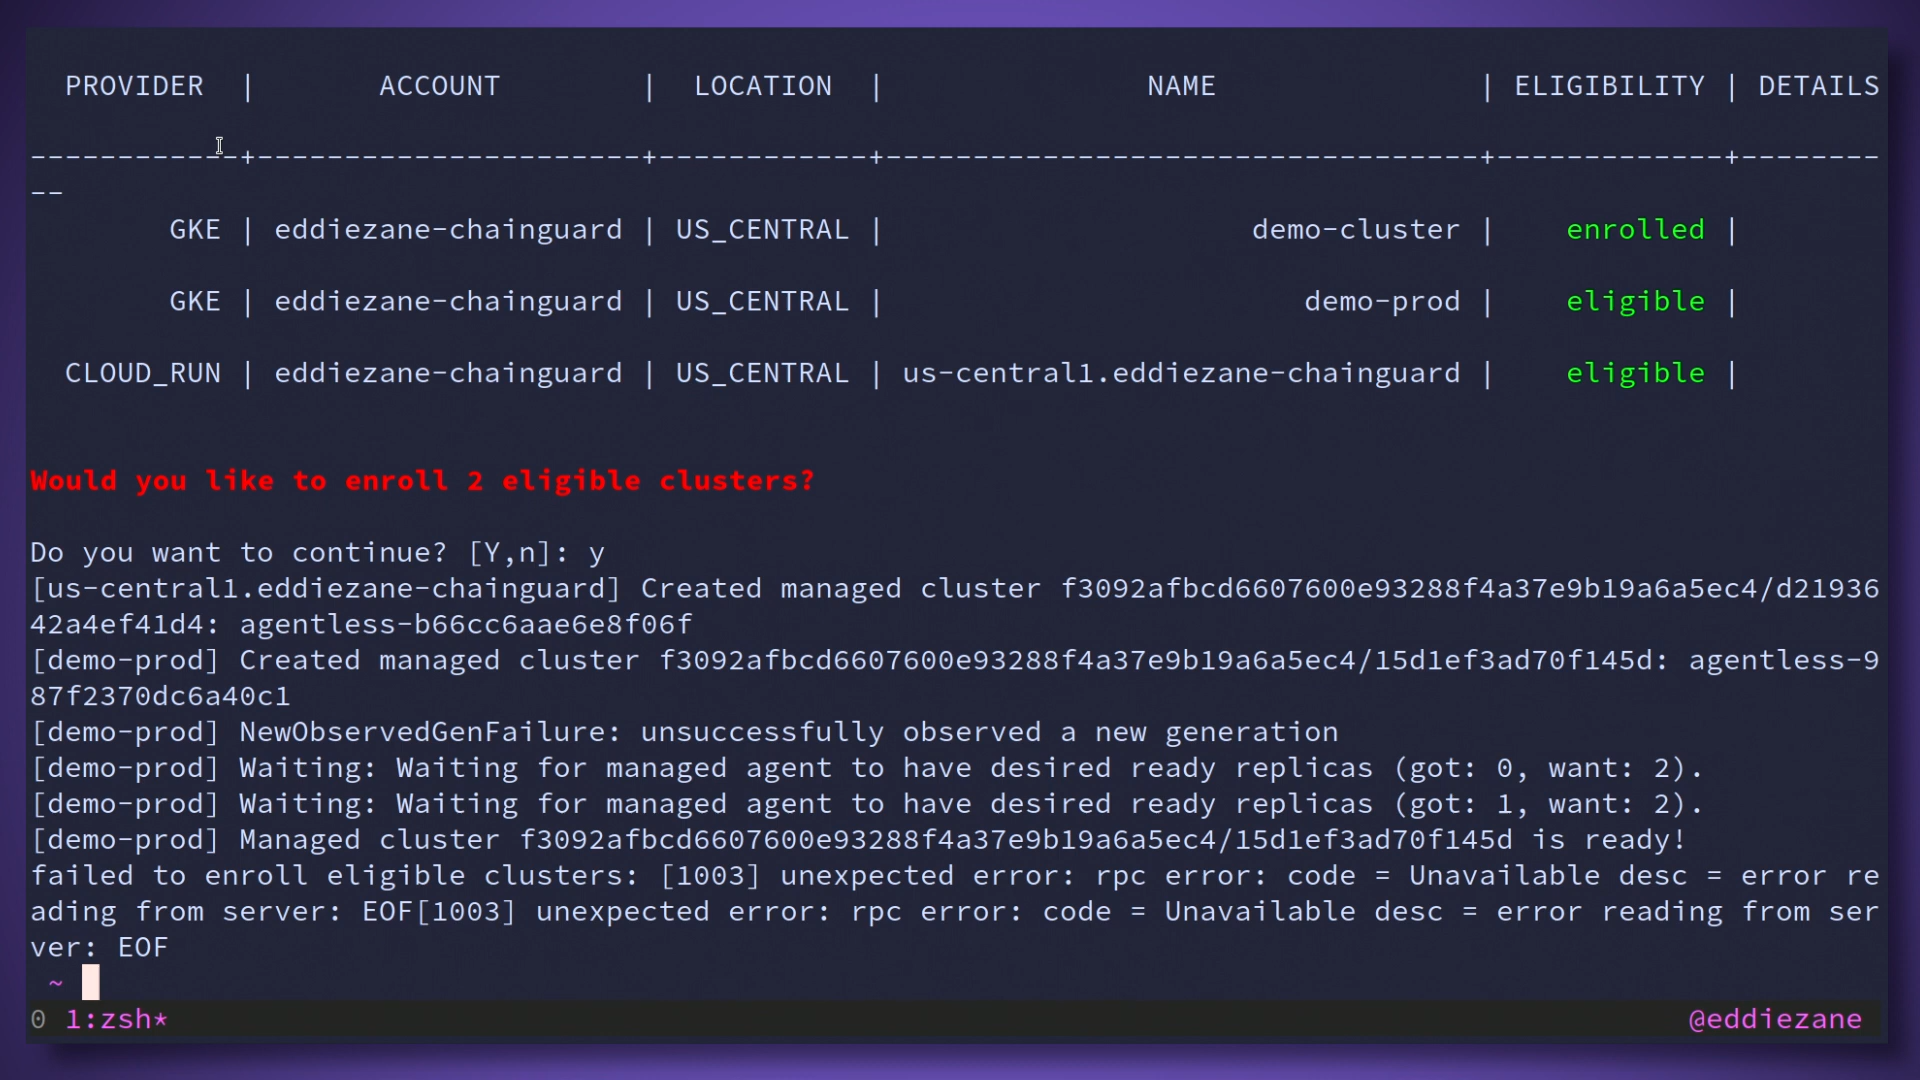 PROVIDER | ACCOUNT | LOCATION | NAME | ELIGIBILITY | DETAILS
------------+----------------------+------------+-----------------------------------+-------------+--------
--
GKE | eddiezane-chainguard | US_CENTRAL | demo-cluster | enrolled |
GKE | eddiezane-chainguard | US_CENTRAL | demo-prod | eligible |
CLOUD_RUN | eddiezane-chainguard | US_CENTRAL | us-central1.eddiezane-chainguard | eligible |
Would you like to enroll 2 eligible clusters?
Do you want to continue? [Y,n]: y
[us-central1.eddiezane-chainguard] Created managed cluster f3092afbcd6607600e93288f4a37e9b19a6a5ec4/d21936
42a4ef41d4: agentless-b66cc6aae6e8f06f
[demo-prod] Created managed cluster f3092afbcd6607600e93288f4a37e9b19a6a5ec4/15d1ef3ad70f145d: agentless-9
87f2370dc6a40c1
[demo-prod] NewObservedGenFailure: unsuccessfully observed a new generation
[demo-prod] Waiting: Waiting for managed agent to have desired ready replicas (got: 0, want: 2).
[demo-prod] Waiting: Waiting for managed agent to have desired ready replicas (got: 1, want: 2).
[demo-prod] Managed cluster f3092afbcd6607600e93288f4a37e9b19a6a5ec4/15d1ef3ad70f145d is ready!
failed to enroll eligible clusters: [1003] unexpected error: rpc error: code = Unavailable desc = error re
ading from server: EOF[1003] unexpected error: rpc error: code = Unavailable desc = error reading from ser
ver: EOF
~
0 1:zsh* @eddiezane